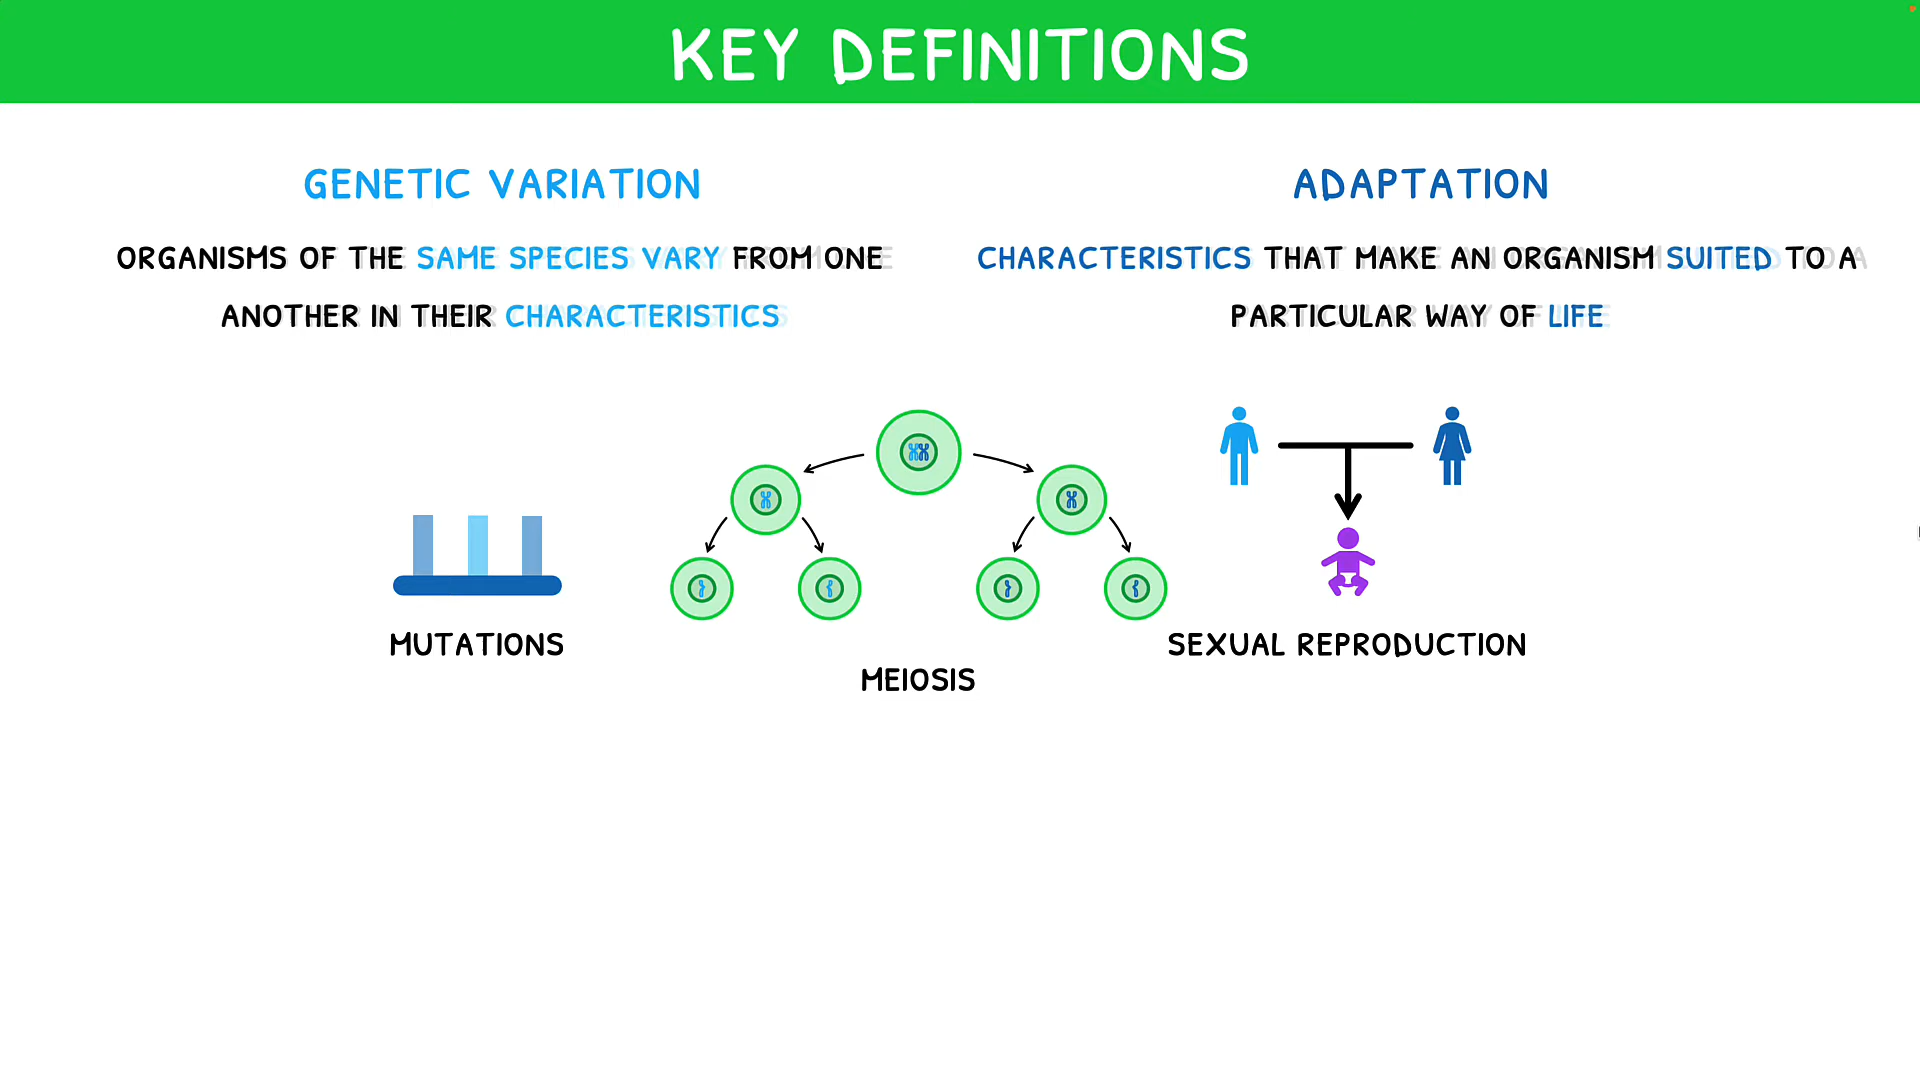 KEY DEFINITIONS
GENETIC VARIATION
ORGANISMS OF THE SAME SPECIES VARY FROM ONE
ANOTHER IN THEIR CHARACTERISTICS
ADAPTATION
CHARACTERISTICS THAT MAKE AN ORGANISM SUITED TO A
PARTICULAR WAY OF LIFE
MUTATIONS
MEIOSIS
SEXUAL REPRODUCTION